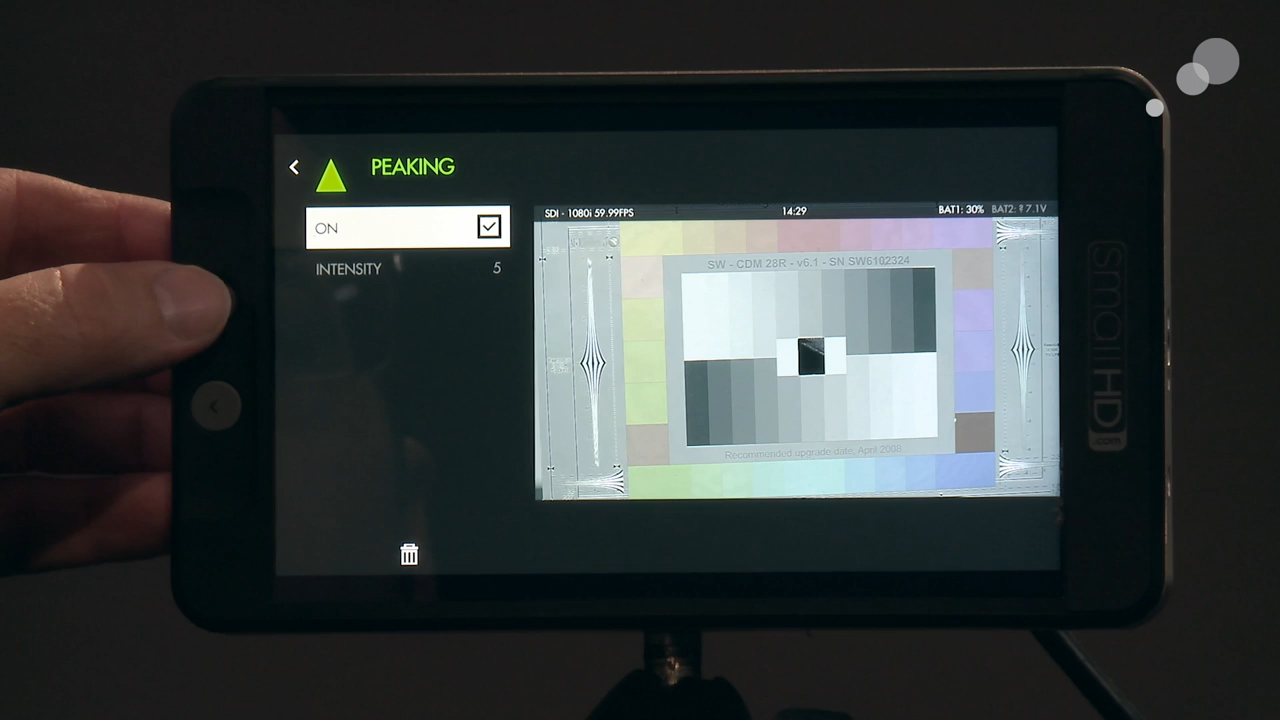 PEAKING
ON
INTENSITY 5
SDI - 1080i 59.99FPS 14:29 BAT1: 30% BAT2: ? 7.1V
SW - CDM 28R - v6.1 - SN SW6102324
Recommended upgrade date, April 2008
smallHD
.com